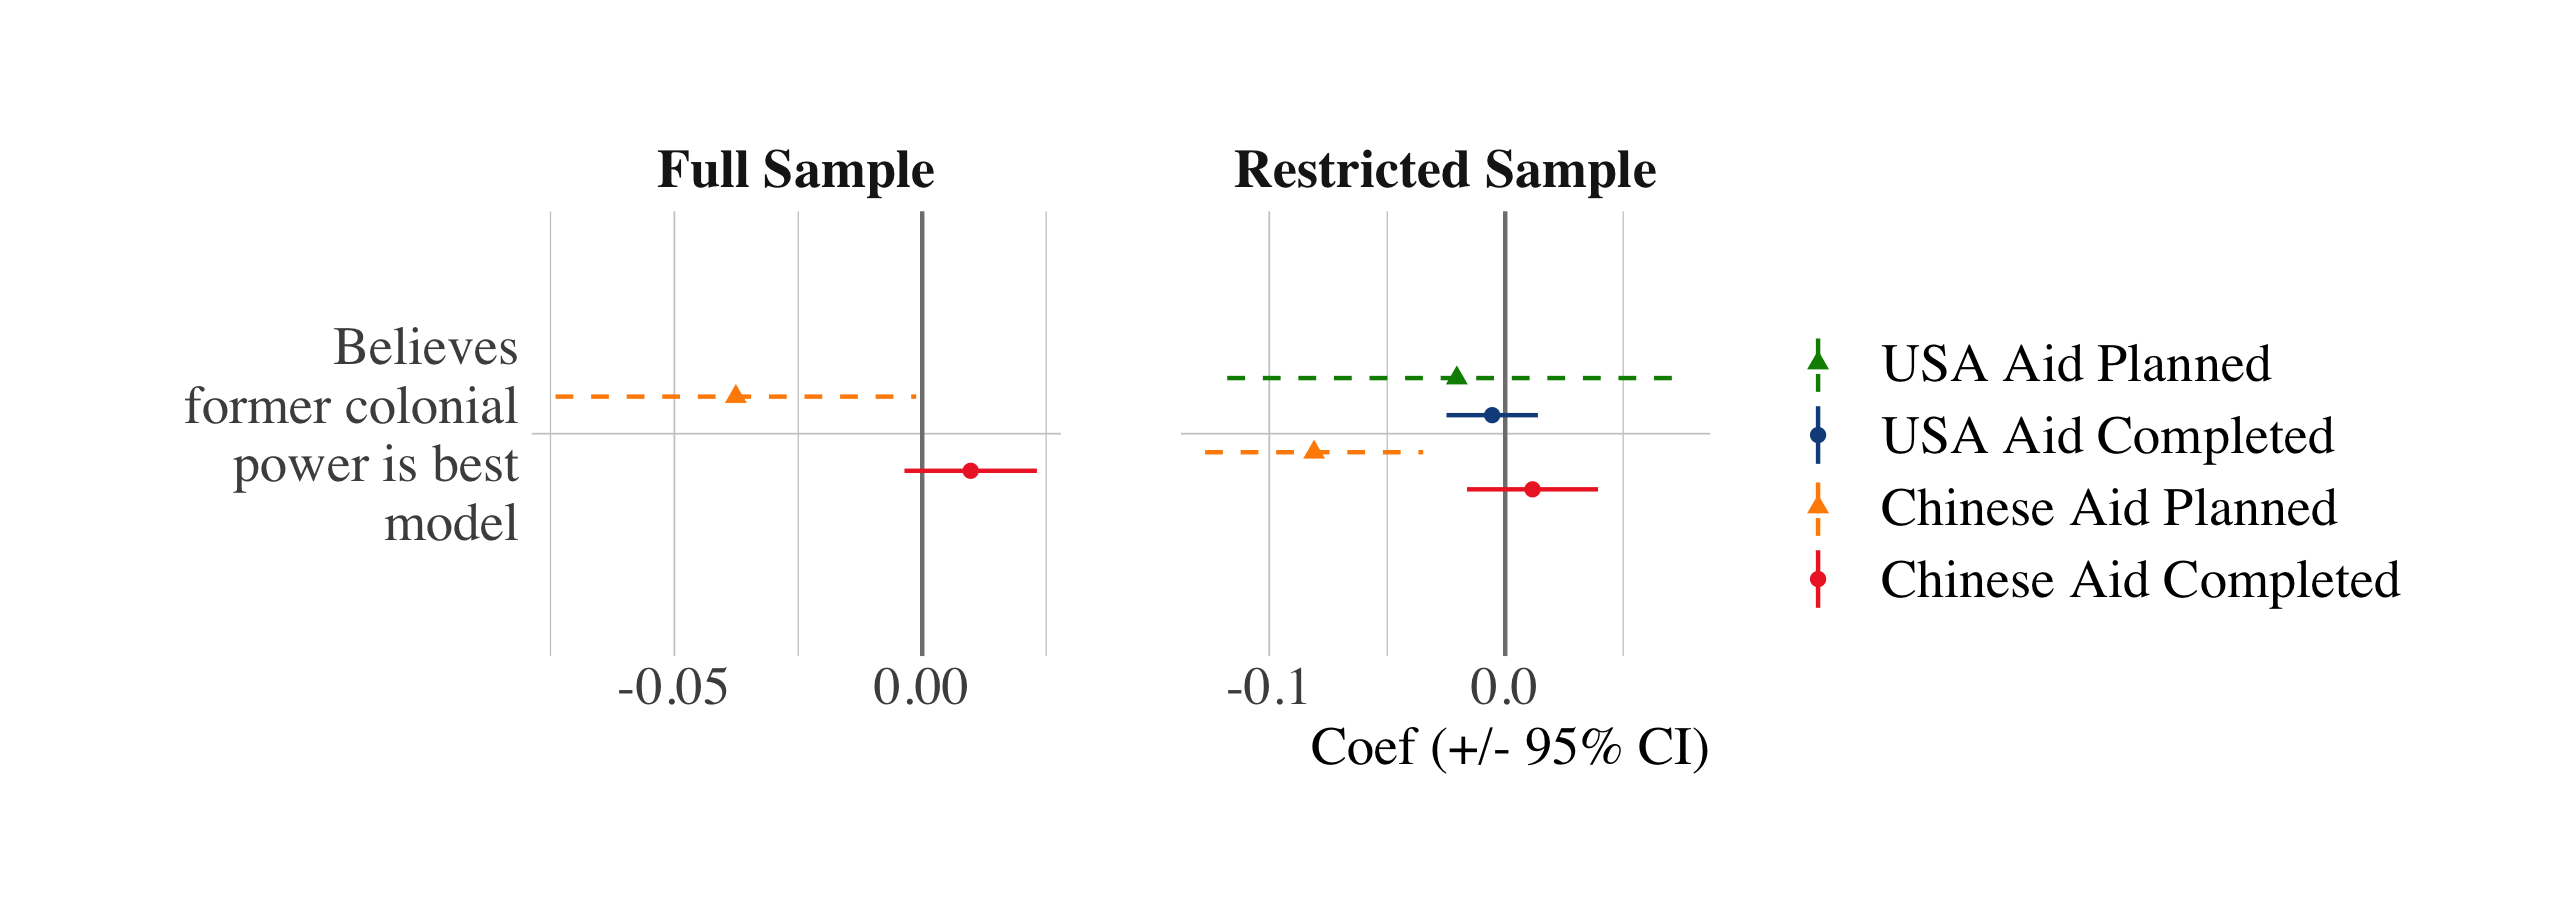 Full Sample
Restricted Sample
Believes
former colonial
power is best
model
-0.05
0.00
-0.1
0.0
Coef (+/- 95% CI)
USA Aid Planned
USA Aid Completed
Chinese Aid Planned
Chinese Aid Completed